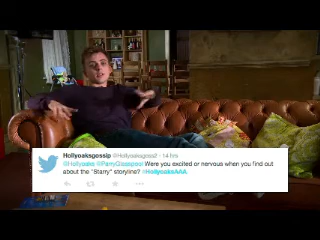 Hollyoaksgossip @Hollyoaksgoss2 · 14 hrs
@Hollyoaks @ParryGlasspool Were you excited or nervous when you find out
about the "Starry" storyline? #HollyoaksAAA